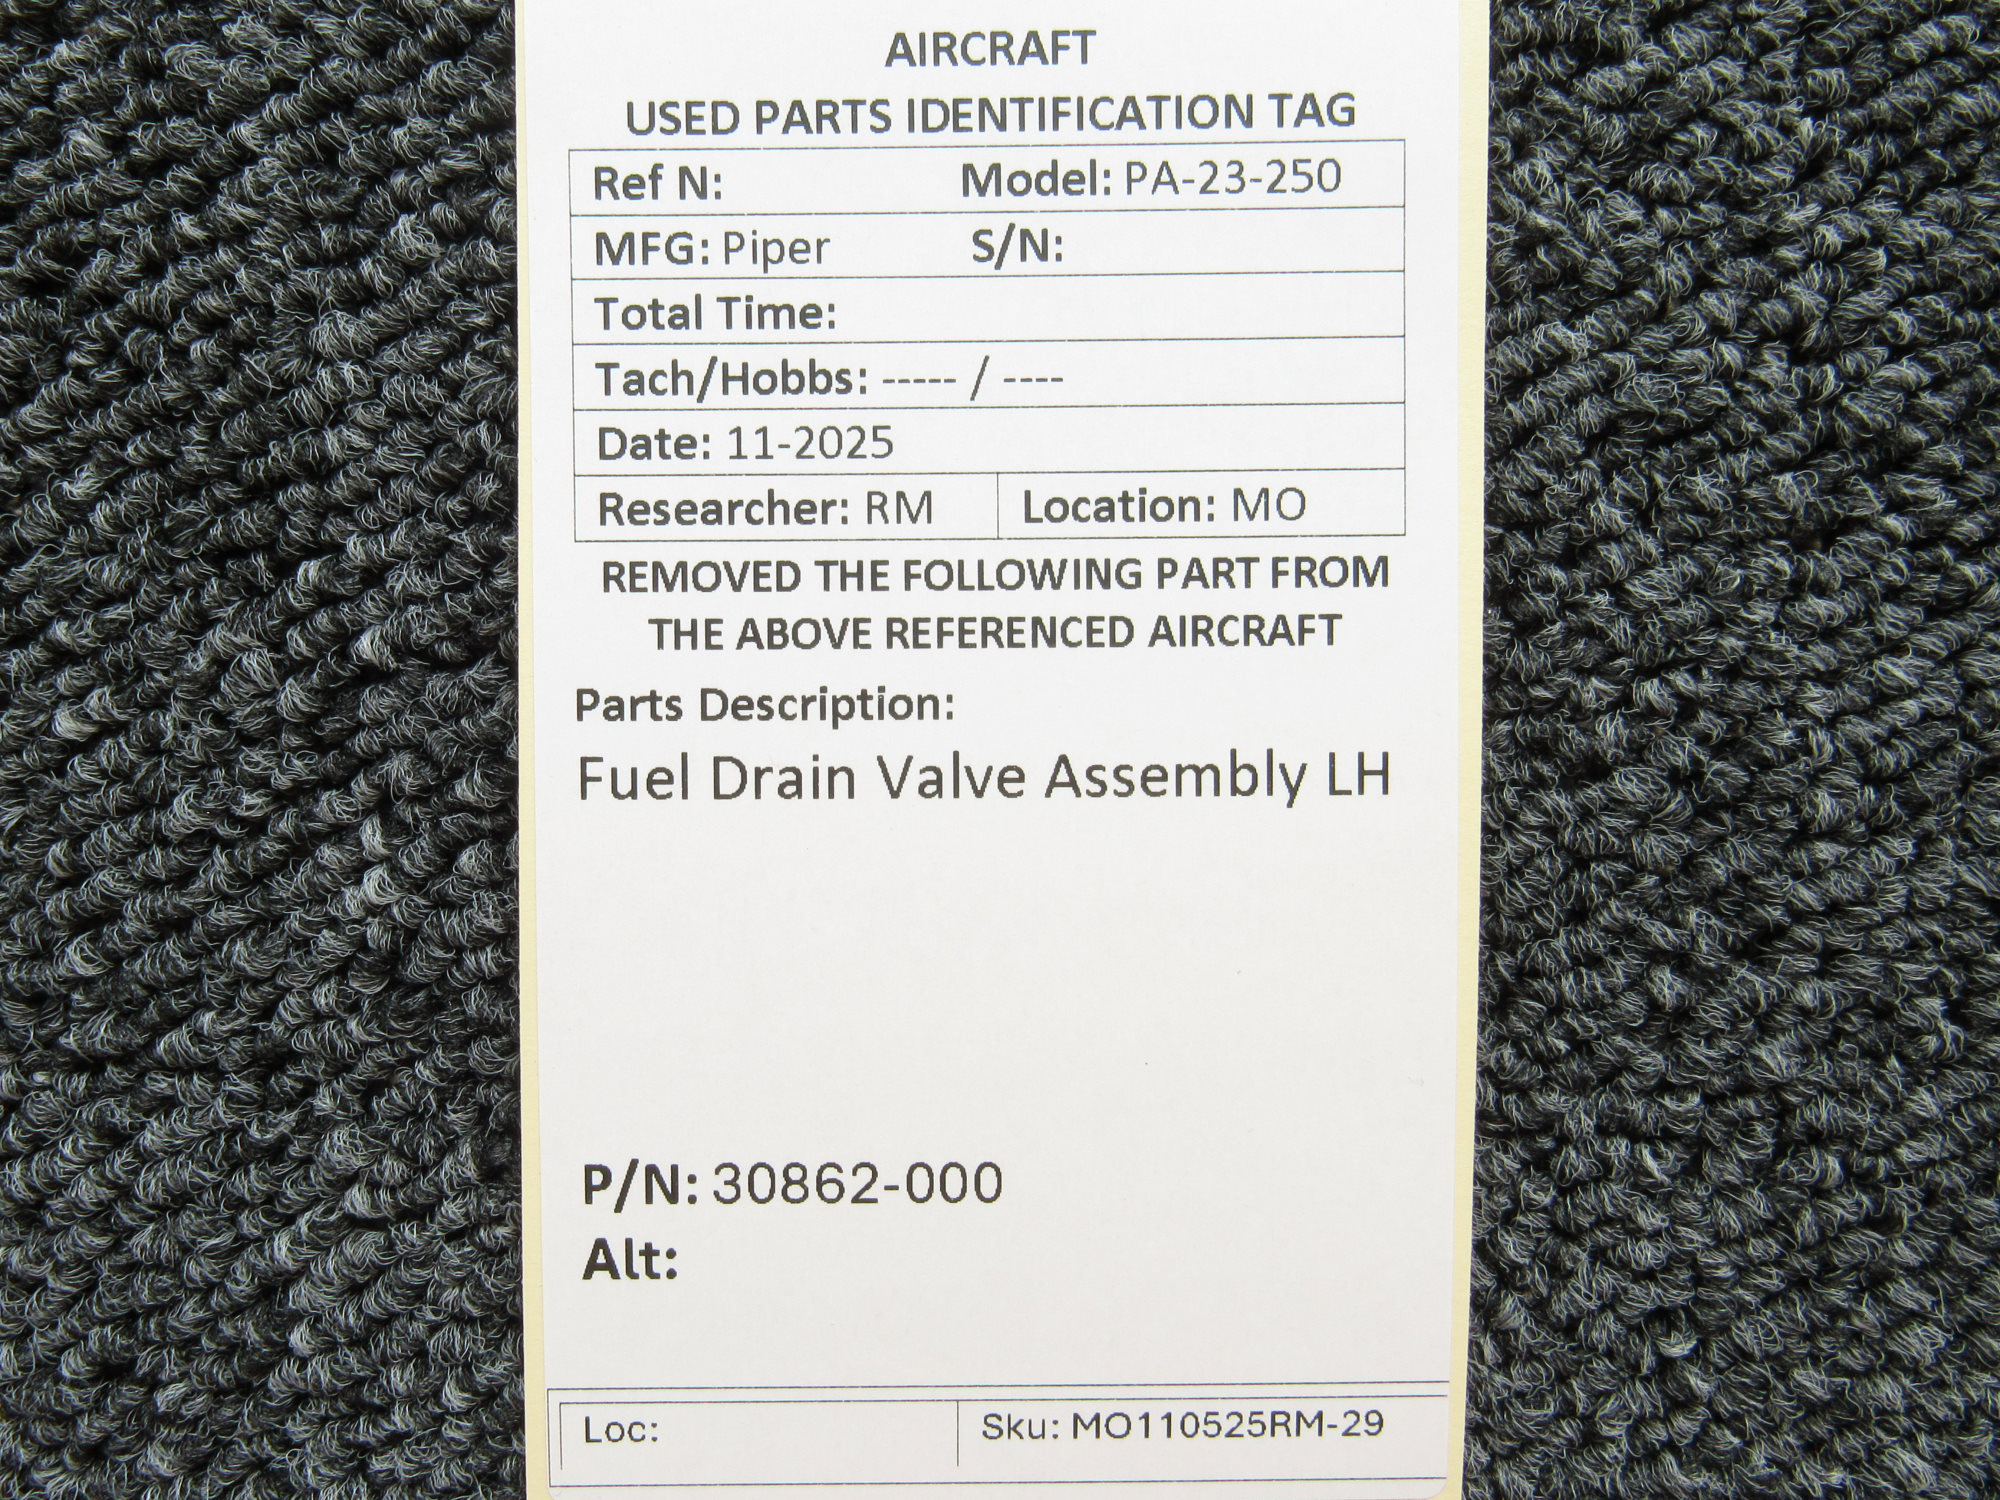 AIRCRAFT
USED PARTS IDENTIFICATION TAG
Ref N: Model: PA-23-250
MFG: Piper S/N:
Total Time:
Tach/Hobbs: ----- / ----
Date: 11-2025
Researcher: RM Location: MO
REMOVED THE FOLLOWING PART FROM
THE ABOVE REFERENCED AIRCRAFT
Parts Description:
Fuel Drain Valve Assembly LH
P/N: 30862-000
Alt:
Loc: Sku: MO110525RM-29